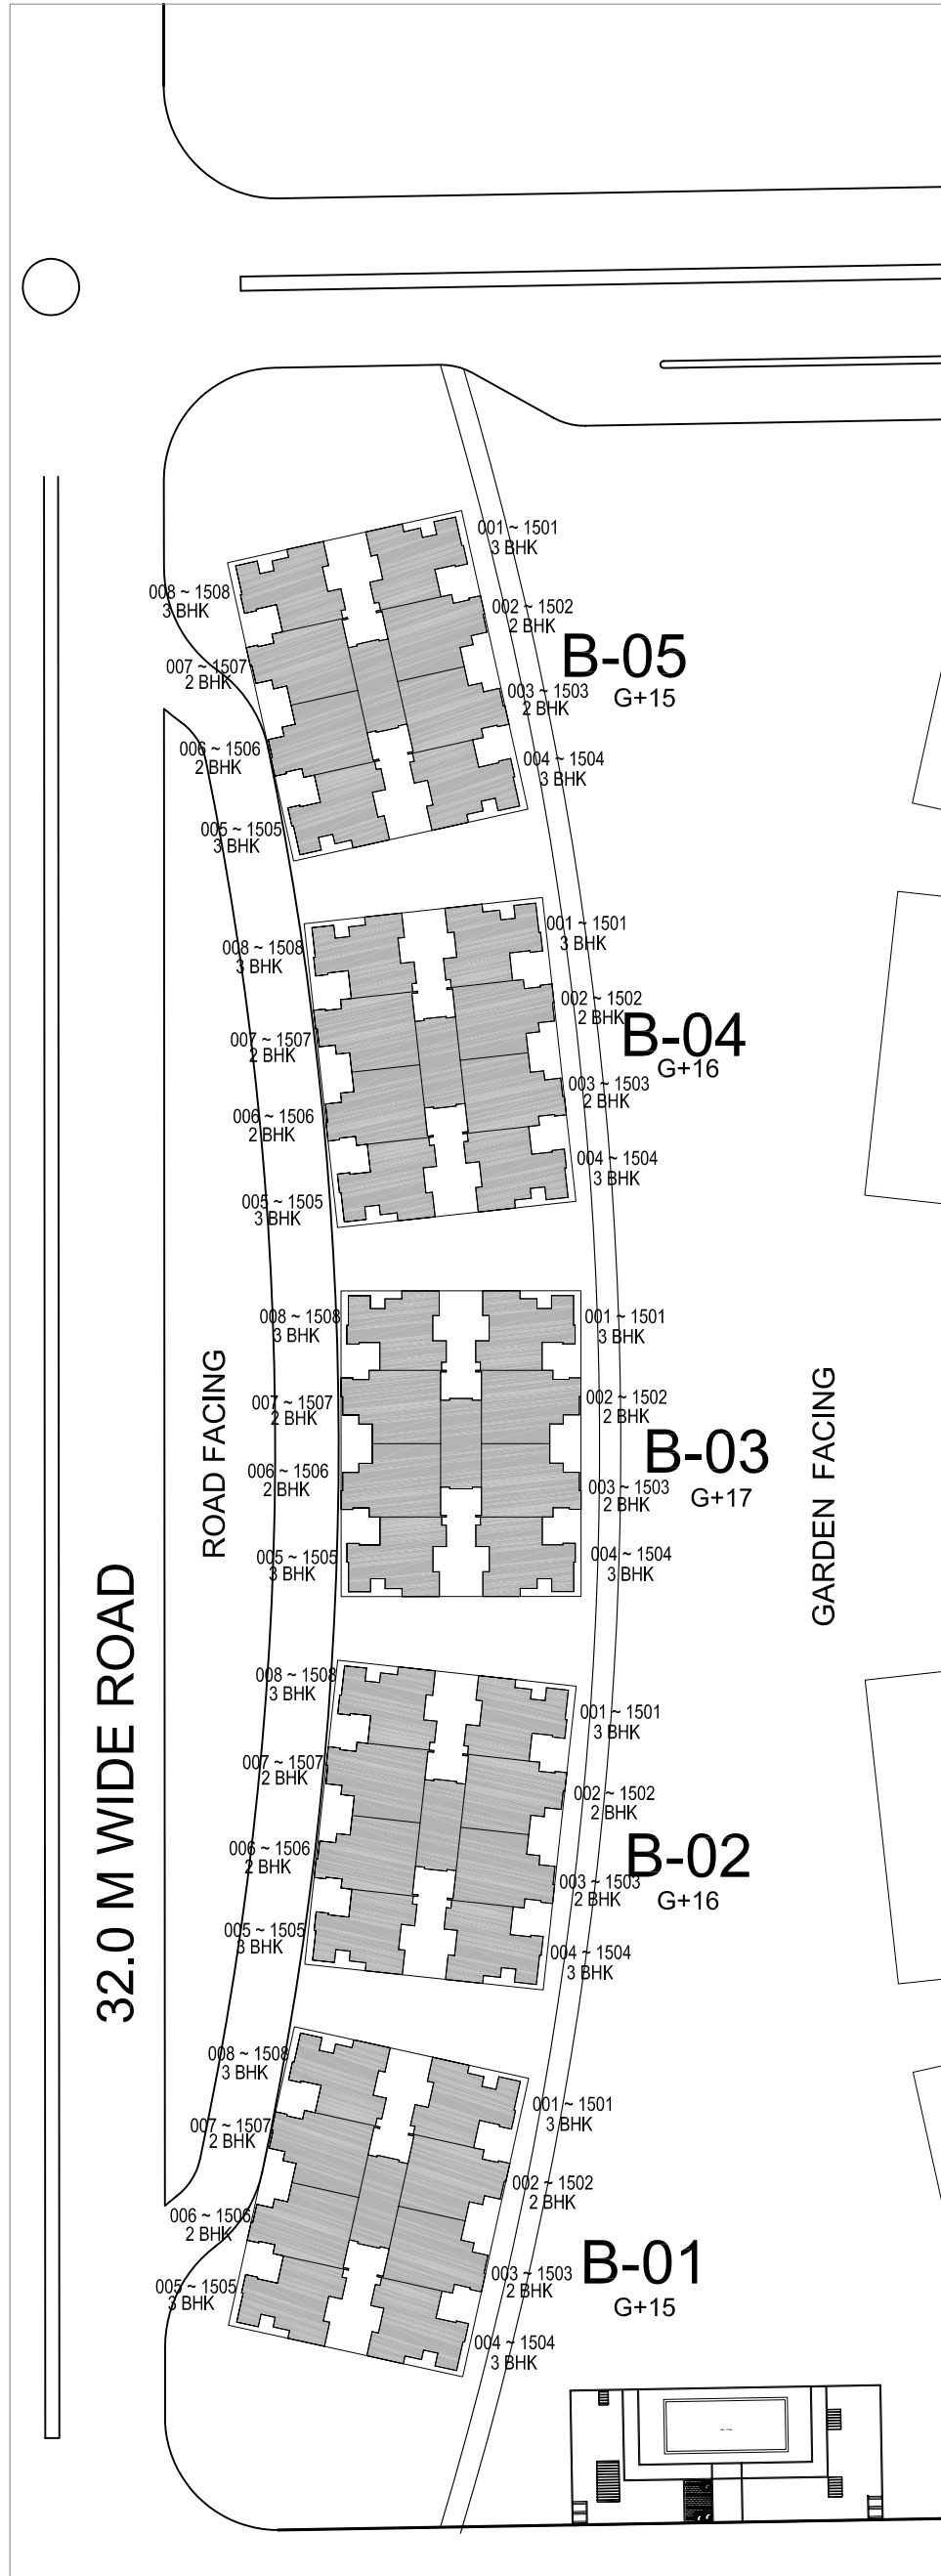 001 ~ 1501
3 BHK
008 ~ 1508
3 BHK
002 ~ 1502
2 BHK
007 ~ 1507
2 BHK
B-05
G+15
003 ~ 1503
2 BHK
006 ~ 1506
2 BHK
004 ~ 1504
3 BHK
005 ~ 1505
3 BHK
001 ~ 1501
3 BHK
008 ~ 1508
3 BHK
002 ~ 1502
2 BHK
007 ~ 1507
2 BHK
B-04
G+16
003 ~ 1503
2 BHK
006 ~ 1506
2 BHK
004 ~ 1504
3 BHK
005 ~ 1505
3 BHK
008 ~ 1508
3 BHK
001 ~ 1501
3 BHK
007 ~ 1507
2 BHK
002 ~ 1502
2 BHK
B-03
G+17
006 ~ 1506
2 BHK
003 ~ 1503
2 BHK
005 ~ 1505
3 BHK
004 ~ 1504
3 BHK
ROAD FACING
GARDEN FACING
32.0 M WIDE ROAD
008 ~ 1508
3 BHK
001 ~ 1501
3 BHK
007 ~ 1507
2 BHK
002 ~ 1502
2 BHK
B-02
G+16
006 ~ 1506
2 BHK
003 ~ 1503
2 BHK
005 ~ 1505
3 BHK
004 ~ 1504
3 BHK
008 ~ 1508
3 BHK
001 ~ 1501
3 BHK
007 ~ 1507
2 BHK
002 ~ 1502
2 BHK
006 ~ 1506
2 BHK
B-01
G+15
003 ~ 1503
2 BHK
005 ~ 1505
3 BHK
004 ~ 1504
3 BHK